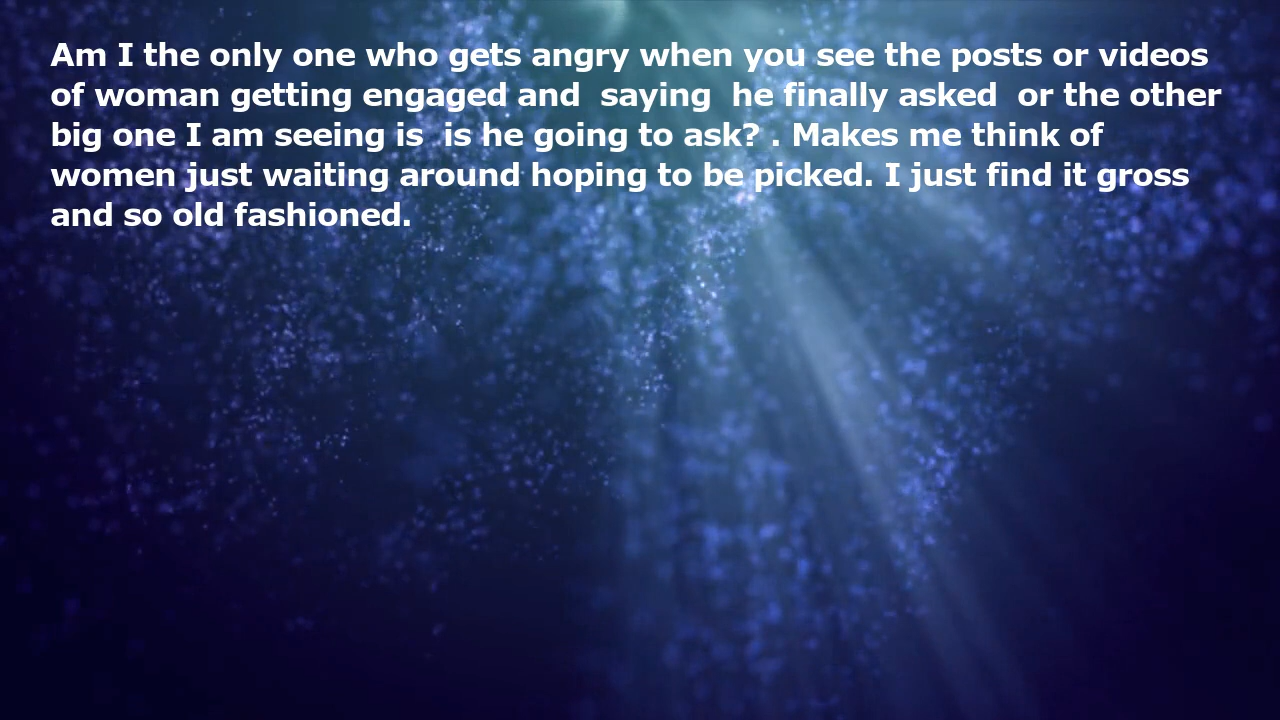 Am I the only one who gets angry when you see the posts or videos
of woman getting engaged and  saying  he finally asked  or the other
big one I am seeing is  is he going to ask? . Makes me think of
women just waiting around hoping to be picked. I just find it gross
and so old fashioned.